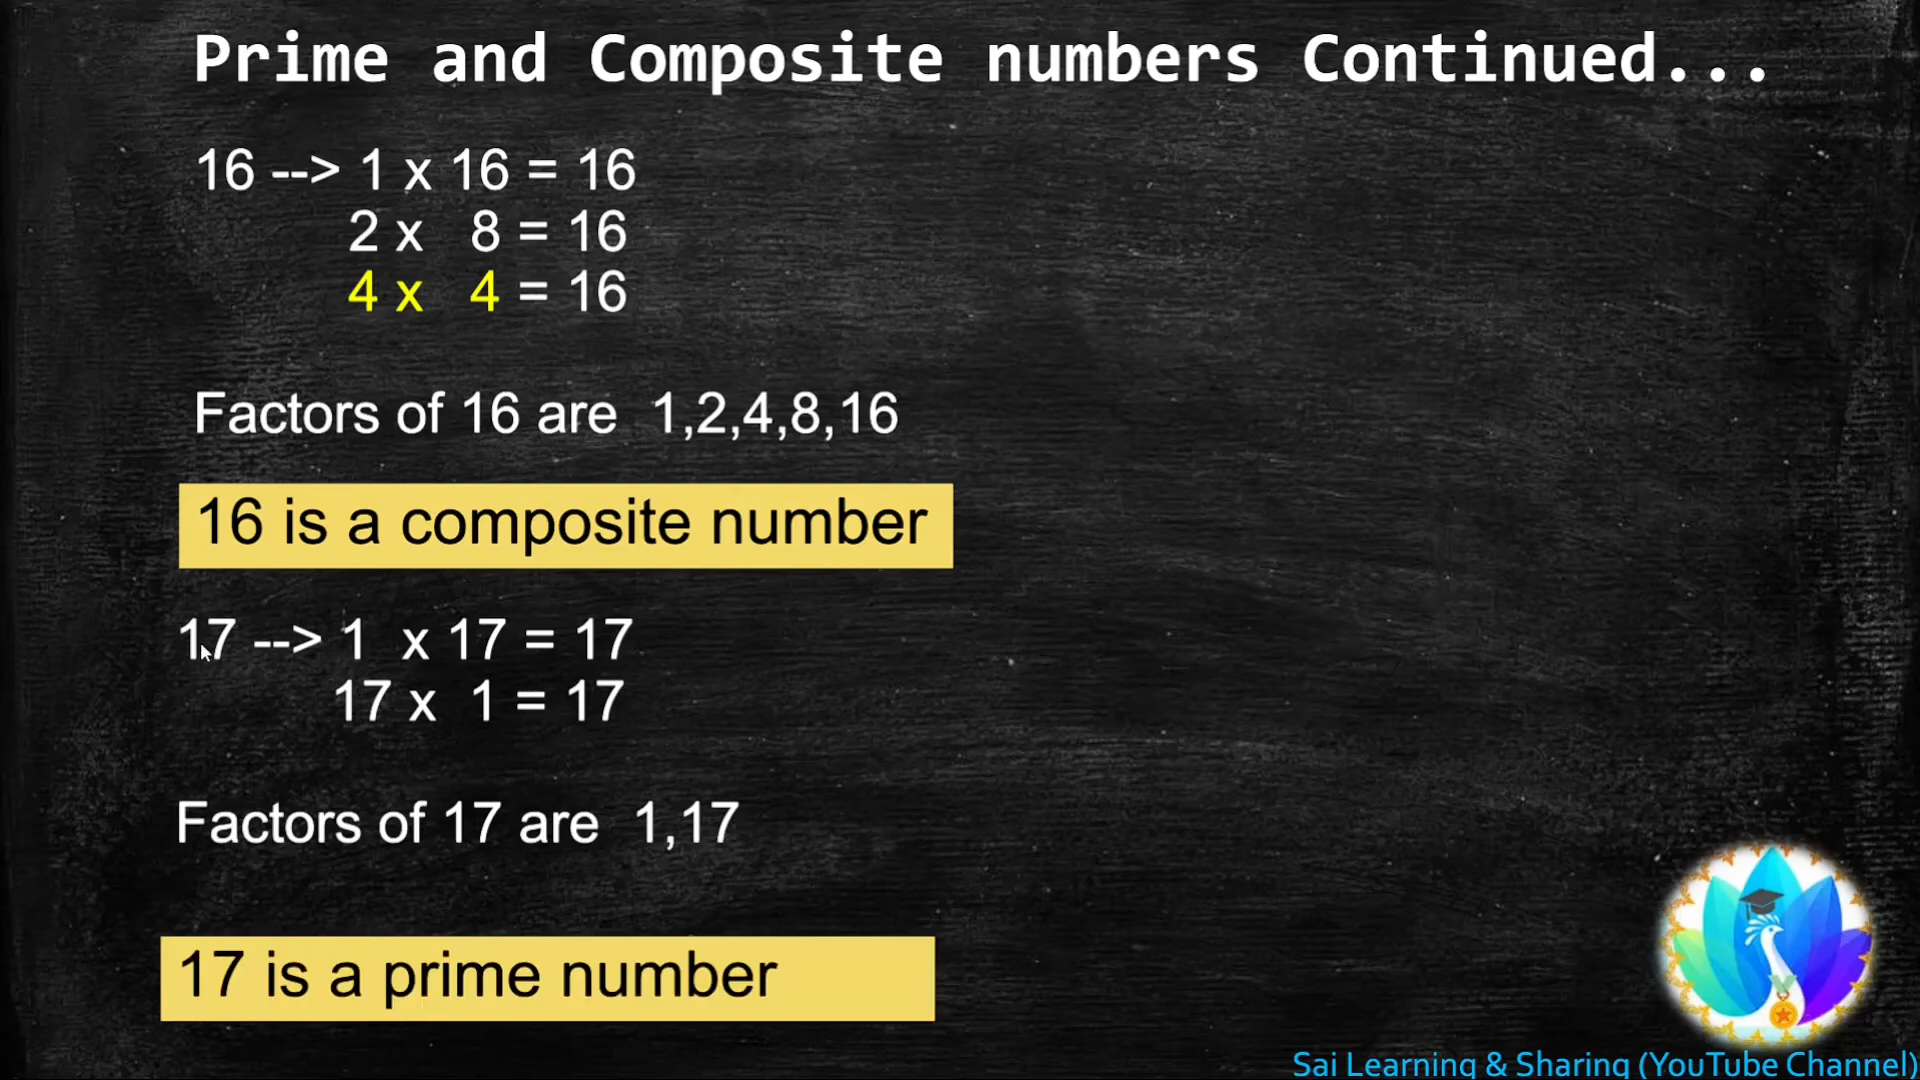 Prime and Composite numbers Continued...
16 --> 1 x 16 = 16
2 x 8 = 16
4 x 4 = 16
Factors of 16 are 1,2,4,8,16
16 is a composite number
17 --> 1 x 17 = 17
17 x 1 = 17
Factors of 17 are 1,17
17 is a prime number
Sai Learning & Sharing (YouTube Channel)